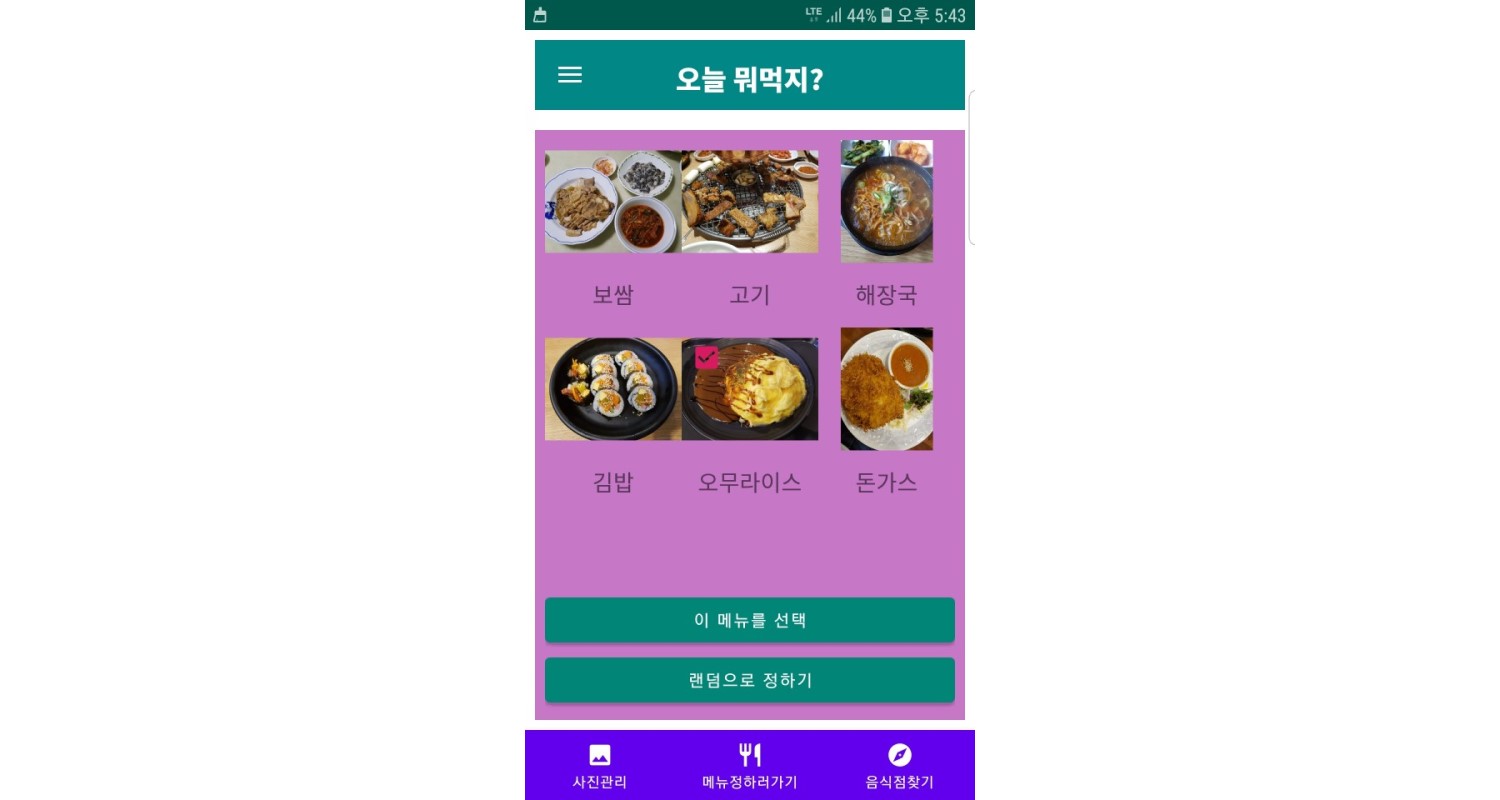 LTE 44% 오후 5:43
오늘 뭐먹지?
보쌈 고기 해장국
김밥 오무라이스 돈가스
이 메뉴를 선택
랜덤으로 정하기
사진관리 메뉴정하러가기 음식점찾기